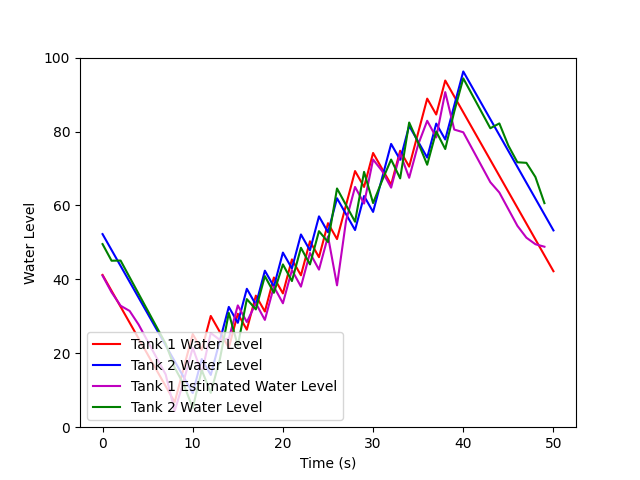 100
80
60
40
20
0
Water Level
Tank 1 Water Level
Tank 2 Water Level
Tank 1 Estimated Water Level
Tank 2 Water Level
0 10 20 30 40 50
Time (s)